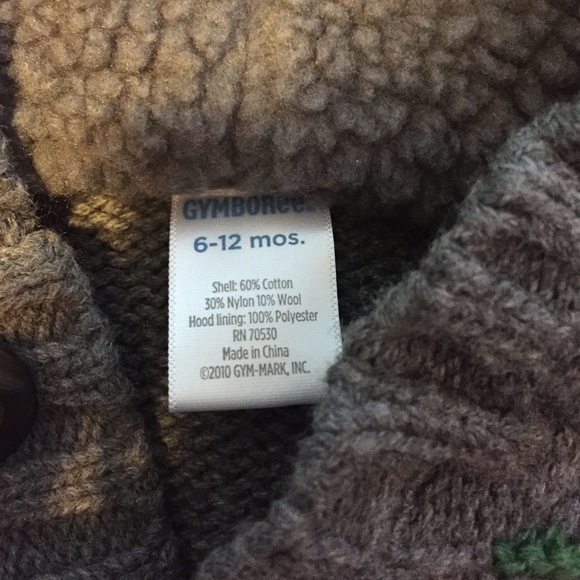 GYMBORee
6-12 mos.
Shell: 60% Cotton
30% Nylon 10% Wool
Hood lining: 100% Polyester
RN 70530
Made in China
©2010 GYM-MARK, INC.